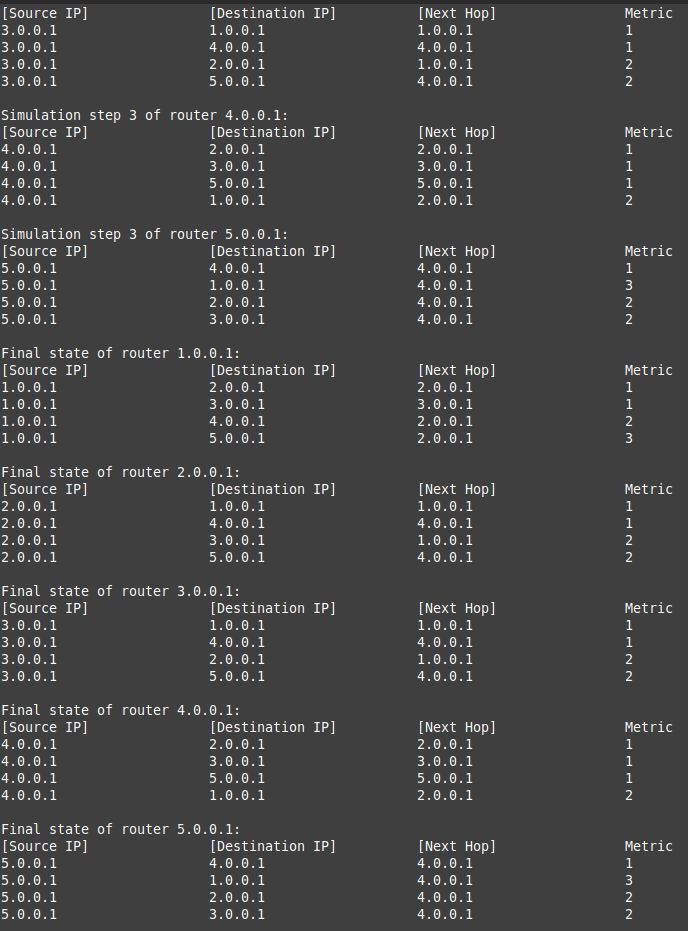 [Source IP] [Destination IP] [Next Hop] Metric
3.0.0.1 1.0.0.1 1.0.0.1 1
3.0.0.1 4.0.0.1 4.0.0.1 1
3.0.0.1 2.0.0.1 1.0.0.1 2
3.0.0.1 5.0.0.1 4.0.0.1 2
Simulation step 3 of router 4.0.0.1:
[Source IP] [Destination IP] [Next Hop] Metric
4.0.0.1 2.0.0.1 2.0.0.1 1
4.0.0.1 3.0.0.1 3.0.0.1 1
4.0.0.1 5.0.0.1 5.0.0.1 1
4.0.0.1 1.0.0.1 2.0.0.1 2
Simulation step 3 of router 5.0.0.1:
[Source IP] [Destination IP] [Next Hop] Metric
5.0.0.1 4.0.0.1 4.0.0.1 1
5.0.0.1 1.0.0.1 4.0.0.1 3
5.0.0.1 2.0.0.1 4.0.0.1 2
5.0.0.1 3.0.0.1 4.0.0.1 2
Final state of router 1.0.0.1:
[Source IP] [Destination IP] [Next Hop] Metric
1.0.0.1 2.0.0.1 2.0.0.1 1
1.0.0.1 3.0.0.1 3.0.0.1 1
1.0.0.1 4.0.0.1 2.0.0.1 2
1.0.0.1 5.0.0.1 2.0.0.1 3
Final state of router 2.0.0.1:
[Source IP] [Destination IP] [Next Hop] Metric
2.0.0.1 1.0.0.1 1.0.0.1 1
2.0.0.1 4.0.0.1 4.0.0.1 1
2.0.0.1 3.0.0.1 1.0.0.1 2
2.0.0.1 5.0.0.1 4.0.0.1 2
Final state of router 3.0.0.1:
[Source IP] [Destination IP] [Next Hop] Metric
3.0.0.1 1.0.0.1 1.0.0.1 1
3.0.0.1 4.0.0.1 4.0.0.1 1
3.0.0.1 2.0.0.1 1.0.0.1 2
3.0.0.1 5.0.0.1 4.0.0.1 2
Final state of router 4.0.0.1:
[Source IP] [Destination IP] [Next Hop] Metric
4.0.0.1 2.0.0.1 2.0.0.1 1
4.0.0.1 3.0.0.1 3.0.0.1 1
4.0.0.1 5.0.0.1 5.0.0.1 1
4.0.0.1 1.0.0.1 2.0.0.1 2
Final state of router 5.0.0.1:
[Source IP] [Destination IP] [Next Hop] Metric
5.0.0.1 4.0.0.1 4.0.0.1 1
5.0.0.1 1.0.0.1 4.0.0.1 3
5.0.0.1 2.0.0.1 4.0.0.1 2
5.0.0.1 3.0.0.1 4.0.0.1 2